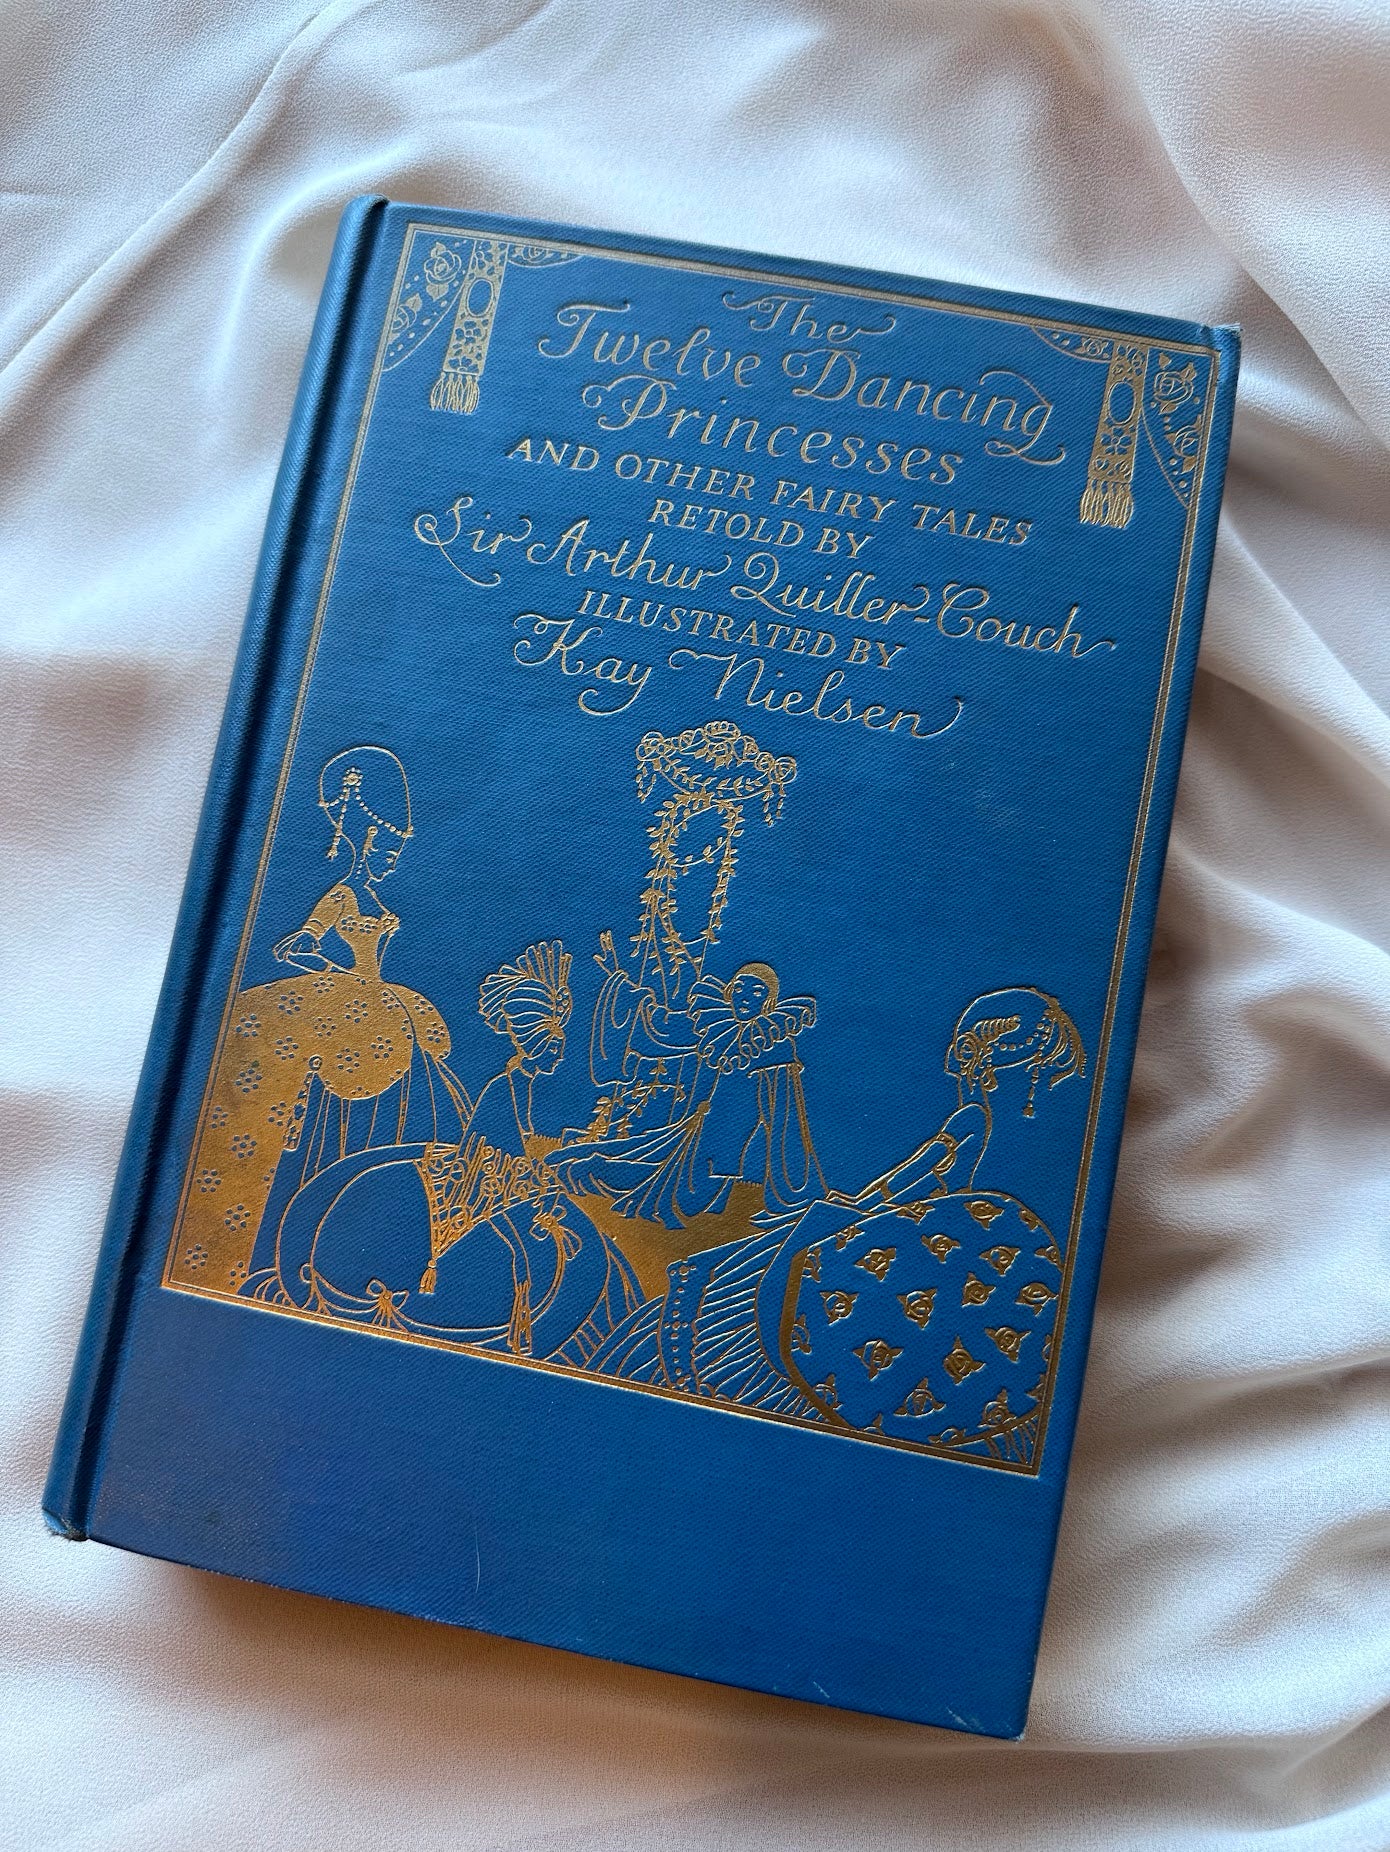 The
Twelve Dancing
Princesses
AND OTHER FAIRY TALES
RETOLD BY
Sir Arthur Quiller-Couch
ILLUSTRATED BY
Kay Nielsen